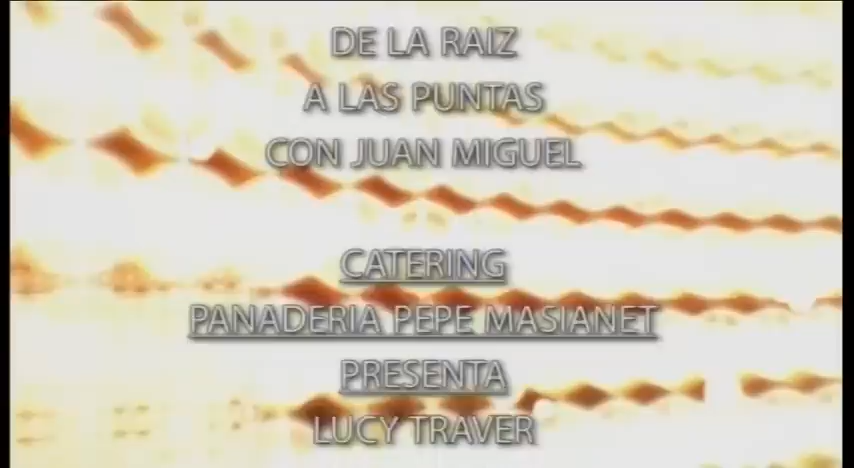 DE LA RAIZ
A LAS PUNTAS
CON JUAN MIGUEL
CATERING
PANADERIA PEPE MASIANET
PRESENTA
LUCY TRAVER